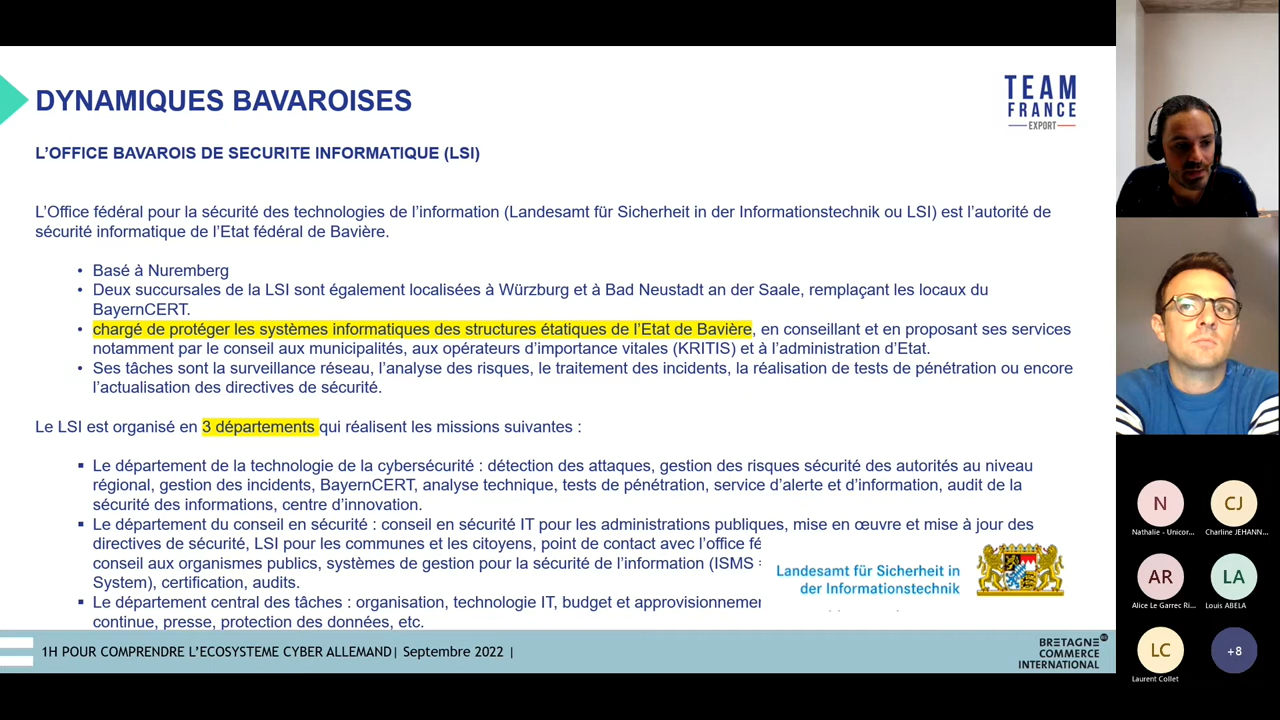 DYNAMIQUES BAVAROISES
TEAM
FRANCE
EXPORT
L'OFFICE BAVAROIS DE SECURITE INFORMATIQUE (LSI)
L'Office fédéral pour la sécurité des technologies de l'information (Landesamt für Sicherheit in der Informationstechnik ou LSI) est l'autorité de
sécurité informatique de l'Etat fédéral de Bavière.
• Basé à Nuremberg
• Deux succursales de la LSI sont également localisées à Würzburg et à Bad Neustadt an der Saale, remplaçant les locaux du
BayernCERT.
• chargé de protéger les systèmes informatiques des structures étatiques de l'Etat de Bavière, en conseillant et en proposant ses services
notamment par le conseil aux municipalités, aux opérateurs d'importance vitales (KRITIS) et à l'administration d'Etat.
• Ses tâches sont la surveillance réseau, l'analyse des risques, le traitement des incidents, la réalisation de tests de pénétration ou encore
l'actualisation des directives de sécurité.
Le LSI est organisé en 3 départements qui réalisent les missions suivantes :
▪ Le département de la technologie de la cybersécurité : détection des attaques, gestion des risques sécurité des autorités au niveau
régional, gestion des incidents, BayernCERT, analyse technique, tests de pénétration, service d'alerte et d'information, audit de la
sécurité des informations, centre d'innovation.
▪ Le département du conseil en sécurité : conseil en sécurité IT pour les administrations publiques, mise en œuvre et mise à jour des
directives de sécurité, LSI pour les communes et les citoyens, point de contact avec l'office fé
conseil aux organismes publics, systèmes de gestion pour la sécurité de l'information (ISMS
System), certification, audits.
▪ Le département central des tâches : organisation, technologie IT, budget et approvisionnemer
continue, presse, protection des données, etc.
Landesamt für Sicherheit in
der Informationstechnik
1H POUR COMPRENDRE L'ECOSYSTEME CYBER ALLEMAND| Septembre 2022 |
BRETAGNE
COMMERCE
INTERNATIONAL
N
Nathalie - Unicor...
CJ
Charline JEHANN...
AR
Alice Le Garrec Ri...
LA
Louis ABELA
LC
Laurent Collet
+8